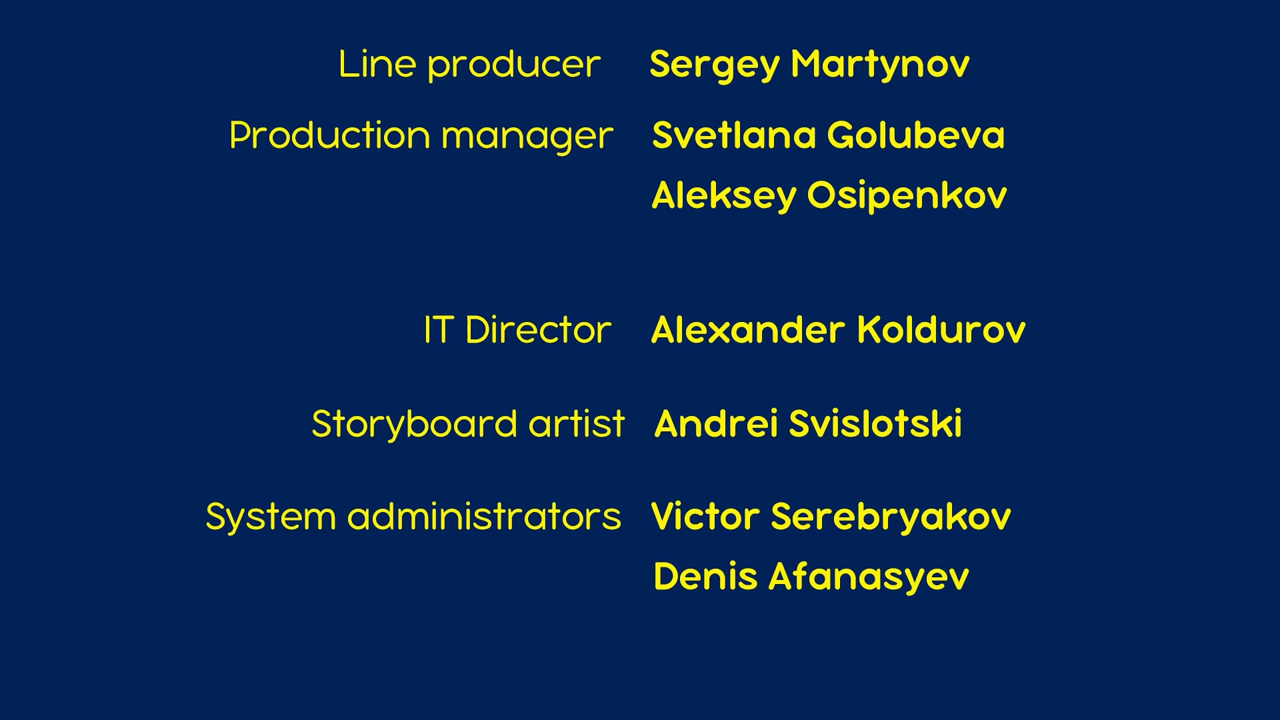 Line producer Sergey Martynov
Production manager Svetlana Golubeva
Aleksey Osipenkov
IT Director Alexander Koldurov
Storyboard artist Andrei Svislotski
System administrators Victor Serebryakov
Denis Afanasyev